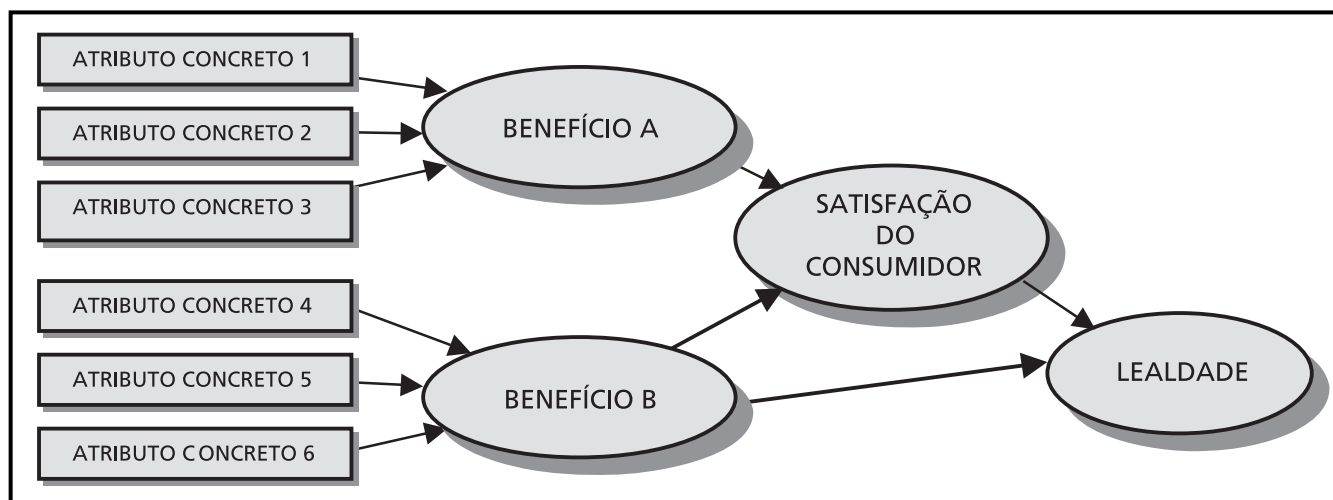 ATRIBUTO CONCRETO 1
ATRIBUTO CONCRETO 2
ATRIBUTO CONCRETO 3
BENEFÍCIO A
SATISFAÇÃO
DO
CONSUMIDOR
ATRIBUTO CONCRETO 4
ATRIBUTO CONCRETO 5
ATRIBUTO CONCRETO 6
BENEFÍCIO B
LEALDADE